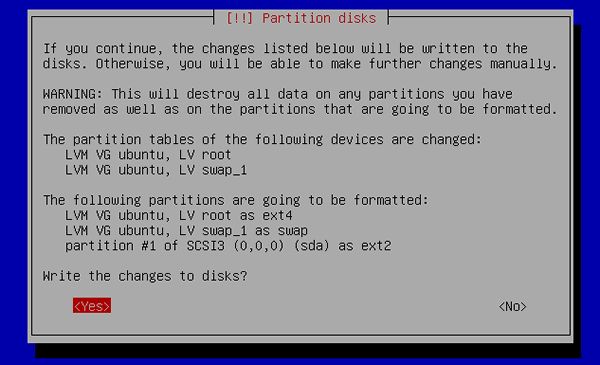 [!!] Partition disks
If you continue, the changes listed below will be written to the
disks. Otherwise, you will be able to make further changes manually.
WARNING: This will destroy all data on any partitions you have
removed as well as on the partitions that are going to be formatted.
The partition tables of the following devices are changed:
LVM VG ubuntu, LV root
LVM VG ubuntu, LV swap_1
The following partitions are going to be formatted:
LVM VG ubuntu, LV root as ext4
LVM VG ubuntu, LV swap_1 as swap
partition #1 of SCSI3 (0,0,0) (sda) as ext2
Write the changes to disks?
<Yes> <No>